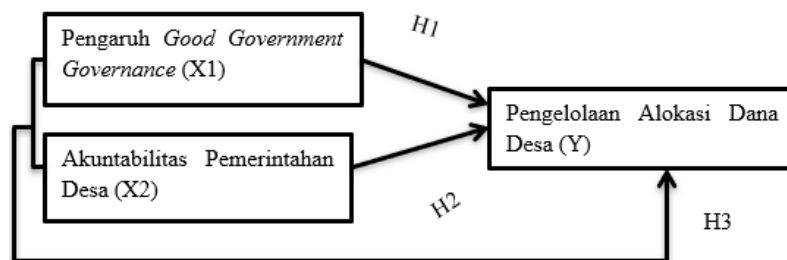 Pengaruh Good Government
Governance (X1)
H1
Pengelolaan Alokasi Dana
Desa (Y)
Akuntabilitas Pemerintahan
Desa (X2)
H2
H3